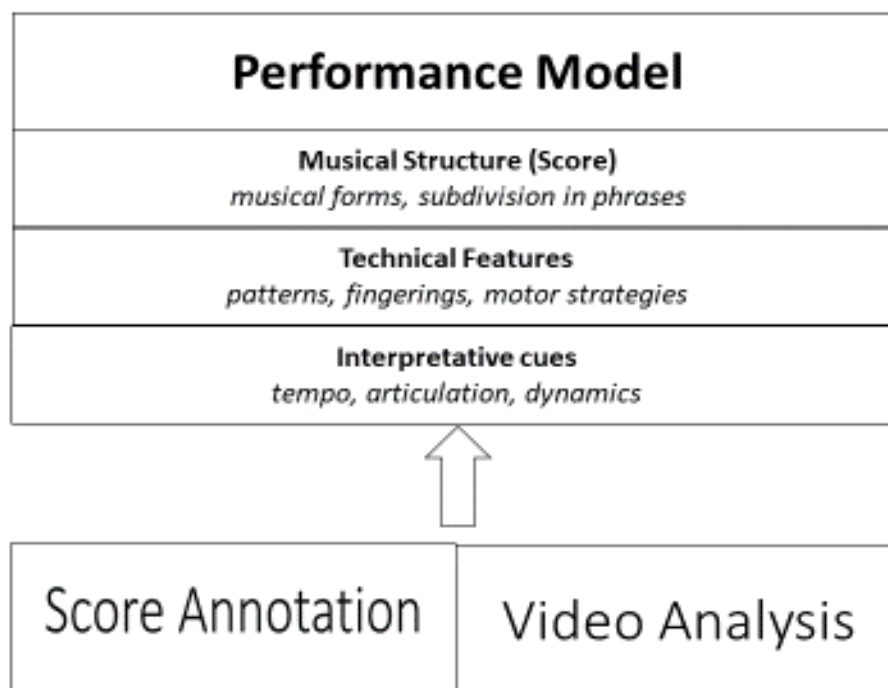 Performance Model
Musical Structure (Score)
musical forms, subdivision in phrases
Technical Features
patterns, fingerings, motor strategies
Interpretative cues
tempo, articulation, dynamics
Score Annotation
Video Analysis